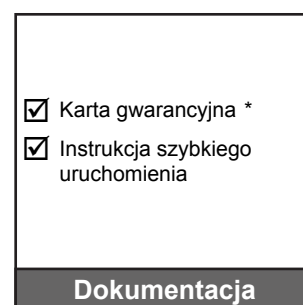 Karta gwarancyjna *
Instrukcja szybkiego
uruchomienia
Dokumentacja